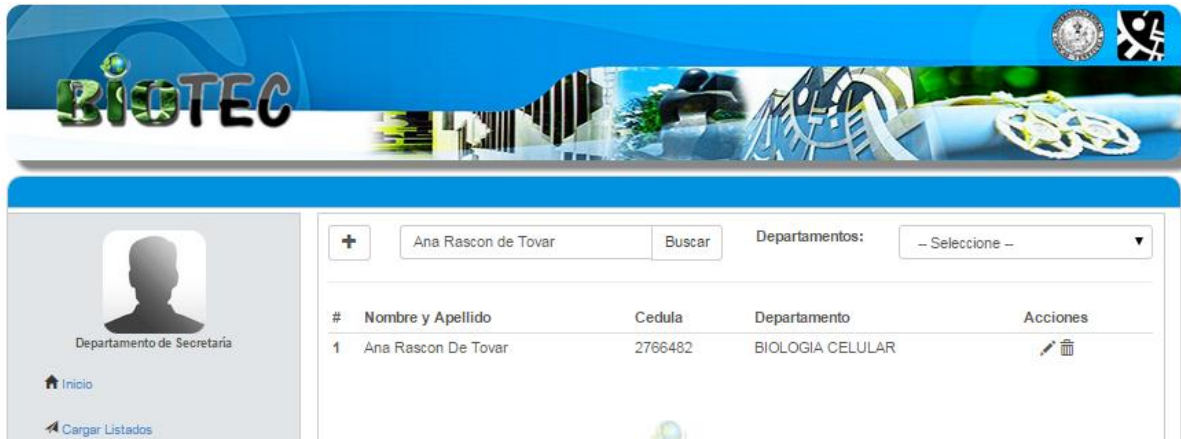 BIOTEC
+ Ana Rascon de Tovar Buscar Departamentos: -- Seleccione --
# Nombre y Apellido Cedula Departamento Acciones
1 Ana Rascon De Tovar 2766482 BIOLOGIA CELULAR
Departamento de Secretaria
Inicio
Cargar Listados